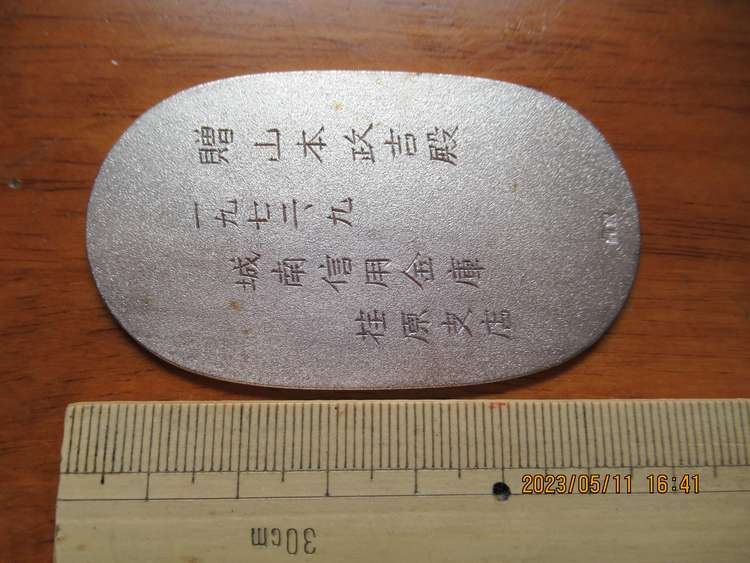 贈 山本政吉殿
一九七二、九
城南信用金庫
荏原支店
30cm
2023/05/11 16:41